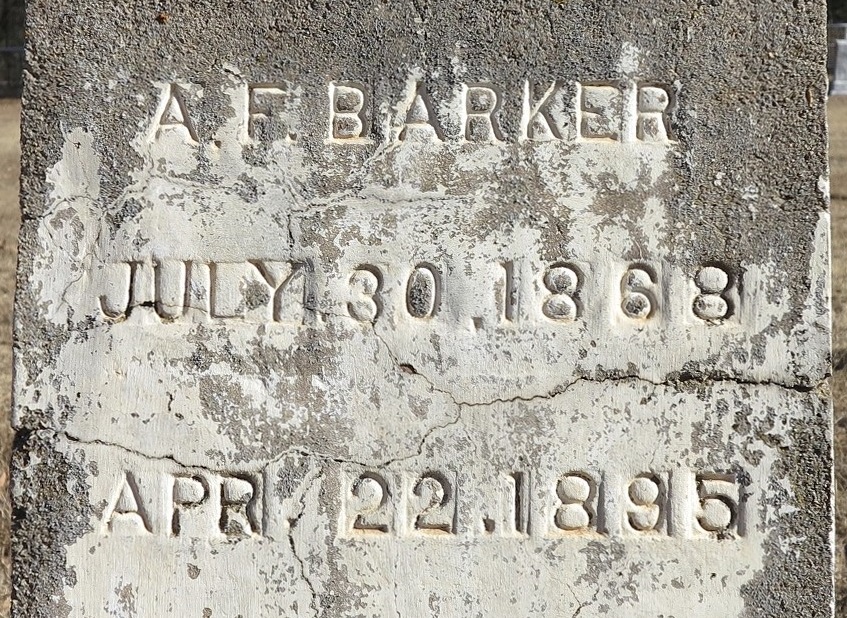 A. F. BARKER
JULY 30, 1868
APR. 22, 1895